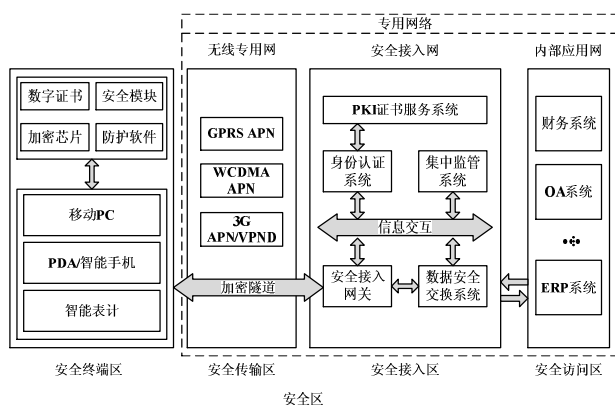 专用网络
无线专用网
安全接入网
内部应用网
数字证书
安全模块
加密芯片
防护软件
移动PC
PDA/智能手机
智能表计
GPRS APN
WCDMA
APN
3G
APN/VPND
加密隧道
PKI证书服务系统
身份认证
系统
集中监管
系统
信息交互
安全接入
网关
数据安全
交换系统
财务系统
OA系统
ERP系统
安全终端区
安全传输区
安全接入区
安全访问区
安全区